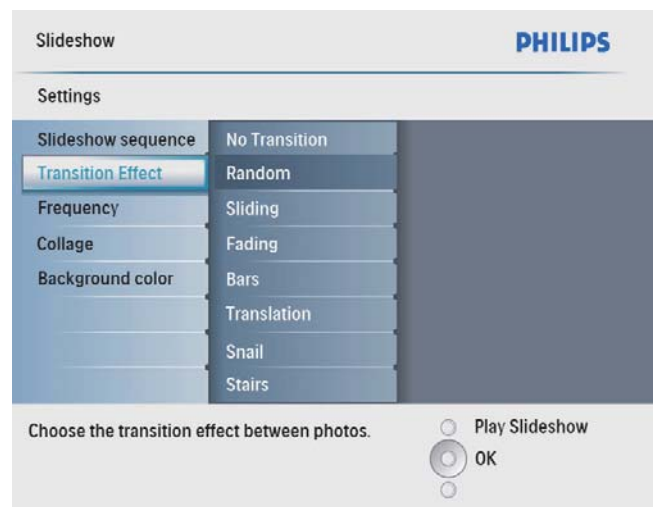 Slideshow
PHILIPS
Settings
Slideshow sequence
Transition Effect
Frequency
Collage
Background color
No Transition
Random
Sliding
Fading
Bars
Translation
Snail
Stairs
Choose the transition effect between photos.
Play Slideshow
OK